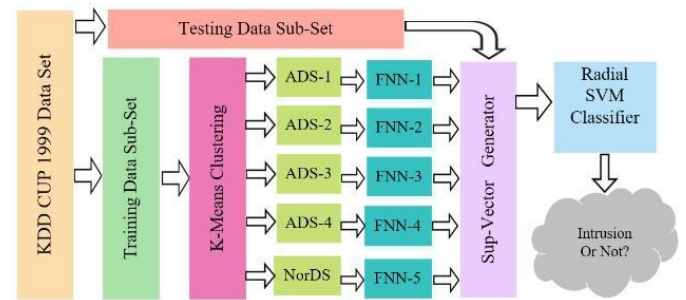 KDD CUP 1999 Data Set
Testing Data Sub-Set
Training Data Sub-Set
K-Means Clustering
ADS-1
FNN-1
ADS-2
FNN-2
ADS-3
FNN-3
ADS-4
FNN-4
NorDS
FNN-5
Sup-Vector Generator
Radial
SVM
Classifier
Intrusion
Or Not?